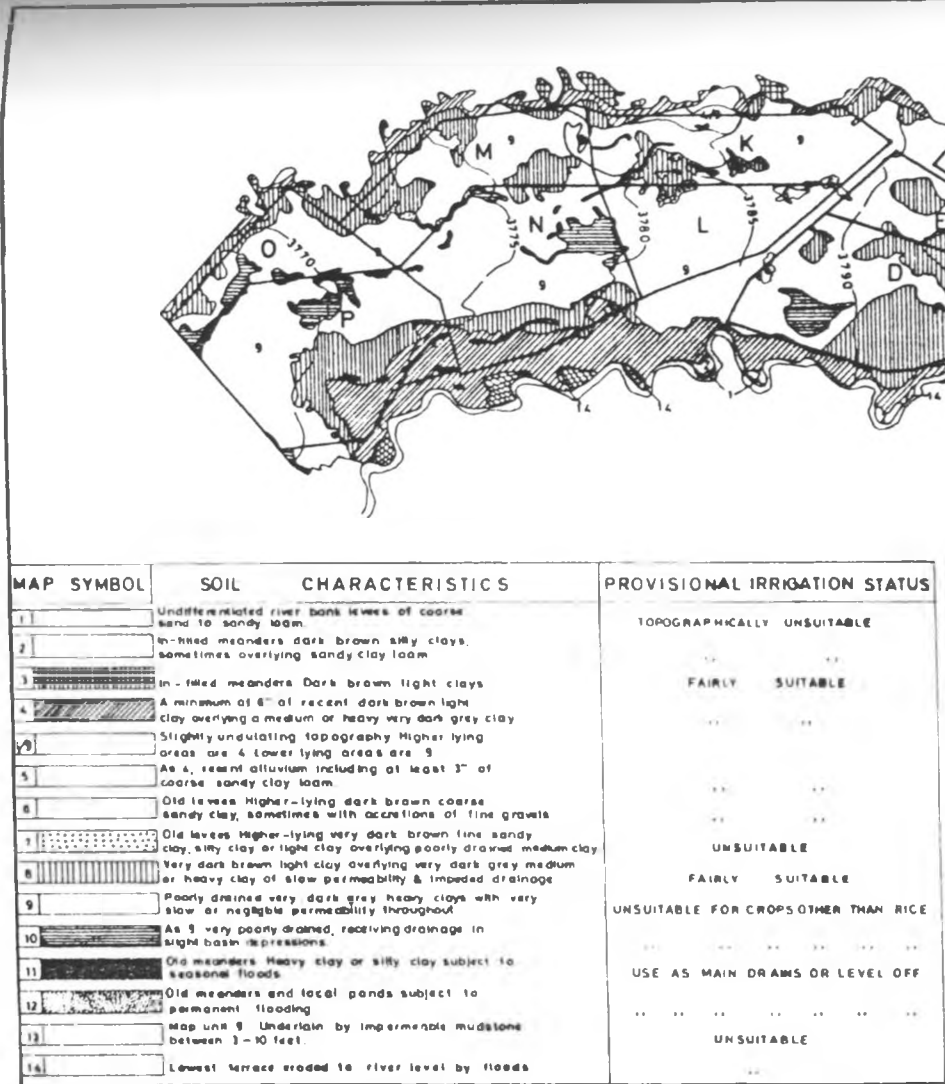 M 9 K 9
O 3770 3775 N 3780 L 3785
3790 D
P 9 9
9
14 14 1 14
MAP SYMBOL SOIL CHARACTERISTICS PROVISIONAL IRRIGATION STATUS
1 Undifferentiated river bank levees of coarse
sand to sandy loam. TOPOGRAPHICALLY UNSUITABLE
2 In-filled meanders dark brown silty clays,
sometimes overlying sandy clay loam ,, ,,
3 In-filled meanders Dark brown light clays FAIRLY SUITABLE
4 A minimum of 6" of recent dark brown light
clay overlying a medium or heavy very dark grey clay ,, ,,
4/9 Slightly undulating topography Higher lying
areas are 4 Lower lying areas are 9
5 As 4, recent alluvium including at least 3" of
coarse sandy clay loam. ,, ,,
6 Old levees Higher-lying dark brown coarse
sandy clay, sometimes with accretions of fine gravels ,, ,,
7 Old levees Higher-lying very dark brown fine sandy
clay, silty clay or light clay overlying poorly drained medium clay UNSUITABLE
8 Very dark brown light clay overlying very dark grey medium
or heavy clay of slow permeability & impeded drainage FAIRLY SUITABLE
9 Poorly drained very dark grey heavy clays with very
slow or negligible permeability throughout UNSUITABLE FOR CROPS OTHER THAN RICE
10 As 9 very poorly drained, receiving drainage in
slight basin depressions. ,, ,, ,, ,, ,, ,,
11 Old meanders Heavy clay or silty clay subject to
seasonal floods USE AS MAIN DRAINS OR LEVEL OFF
12 Old meanders and local ponds subject to
permanent flooding ,, ,, ,, ,, ,, ,, ,,
13 Map unit 9 Underlain by impermeable mudstone
between 3-10 feet. UNSUITABLE
14 Lowest terrace eroded to river level by floods ,,